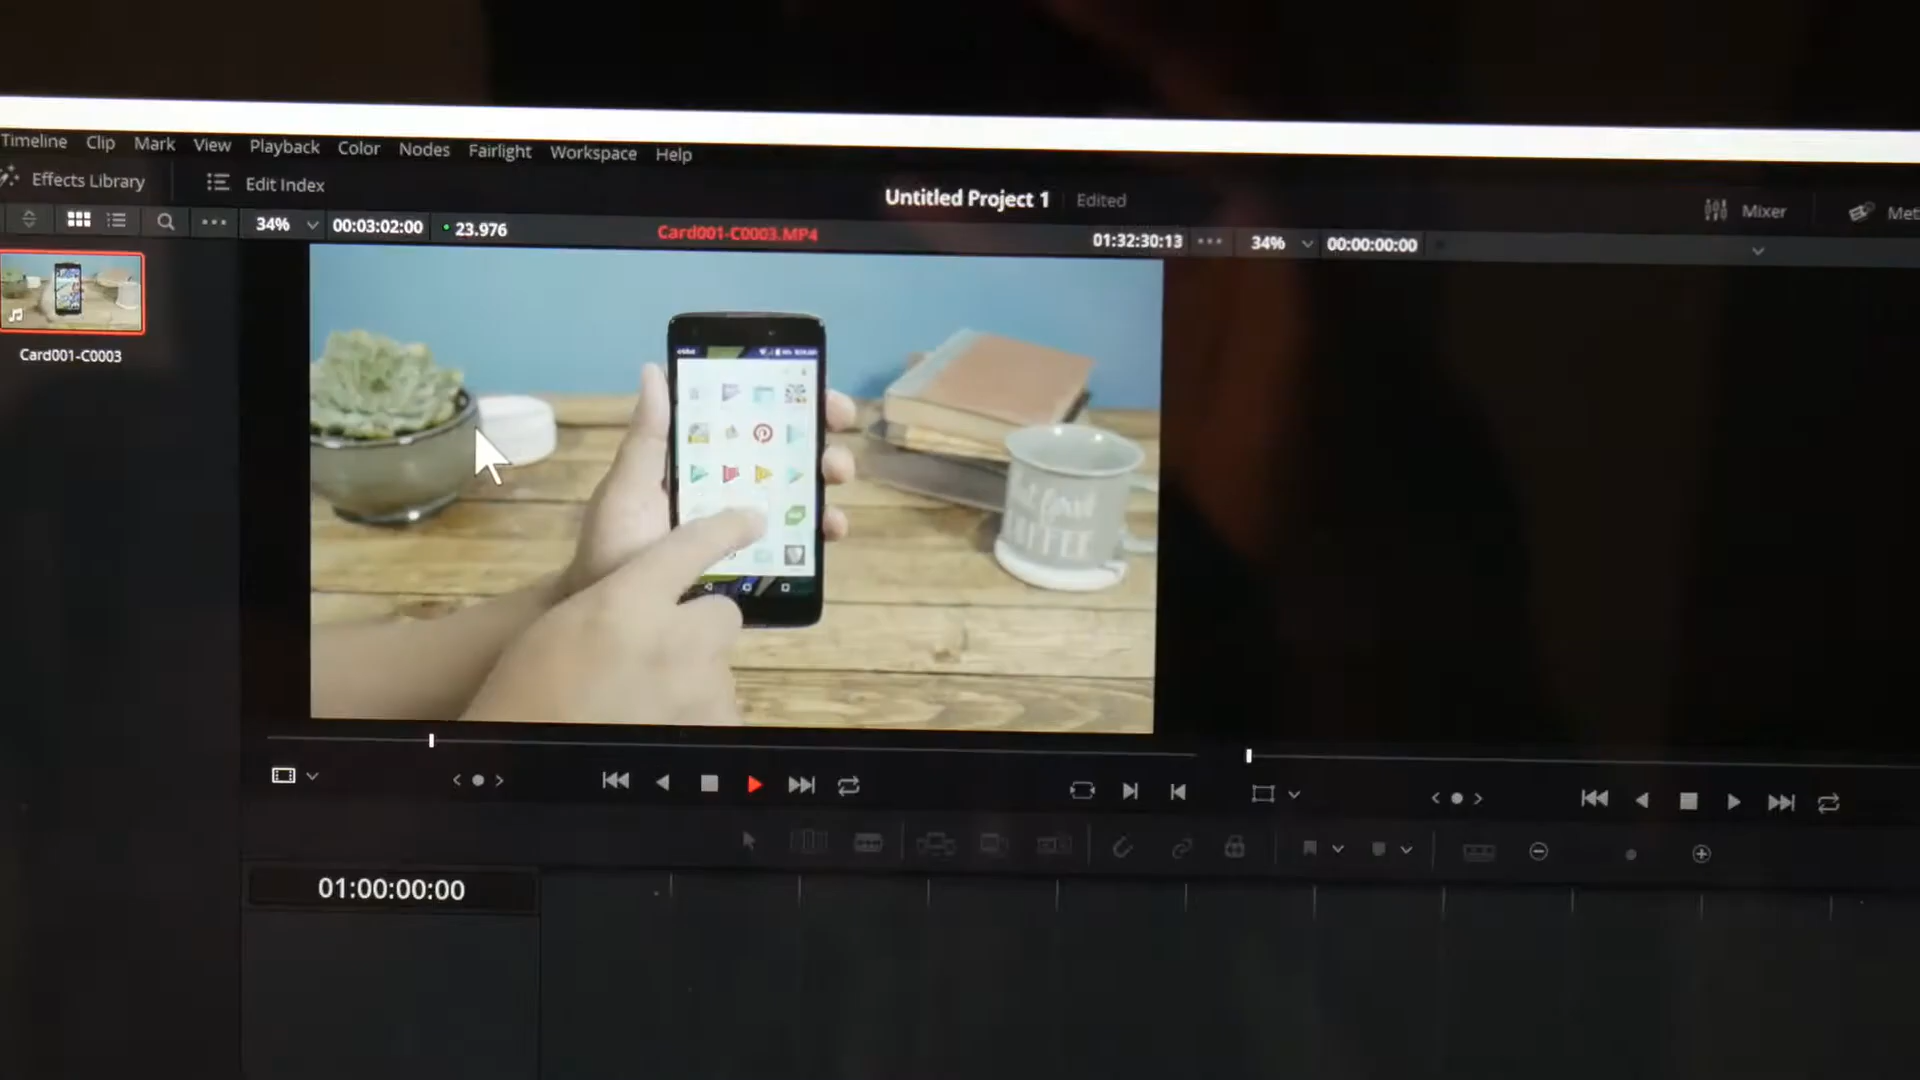 Timeline Clip Mark View Playback Color Nodes Fairlight Workspace Help
Effects Library Edit Index
Untitled Project 1 Edited
Mixer
34% 00:03:02:00 23.976 Card001-C0003.MP4 01:32:30:13 34% 00:00:00:00
Card001-C0003
COFFEE
01:00:00:00